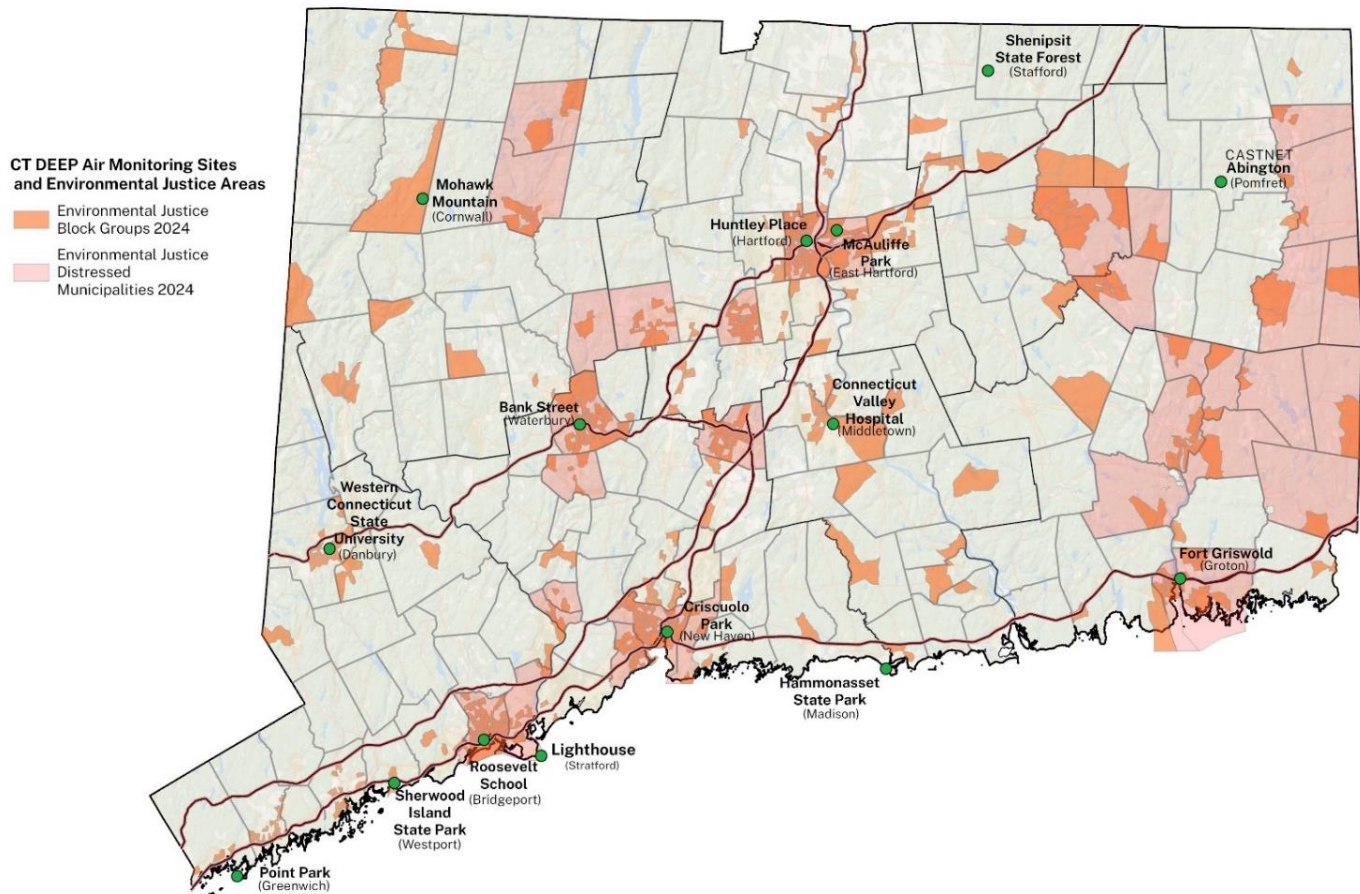 CT DEEP Air Monitoring Sites
and Environmental Justice Areas
Environmental Justice
Block Groups 2024
Environmental Justice
Distressed
Municipalities 2024
Shenipsit
State Forest
(Stafford)
CASTNET
Abington
(Pomfret)
Mohawk
Mountain
(Cornwall)
Huntley Place
(Hartford)
McAuliffe
Park
(East Hartford)
Bank Street
(Waterbury)
Connecticut
Valley
Hospital
(Middletown)
Western
Connecticut
State
University
(Danbury)
Fort Griswold
(Groton)
Criscuolo
Park
(New Haven)
Hammonasset
State Park
(Madison)
Lighthouse
(Stratford)
Roosevelt
School
(Bridgeport)
Sherwood
Island
State Park
(Westport)
Point Park
(Greenwich)